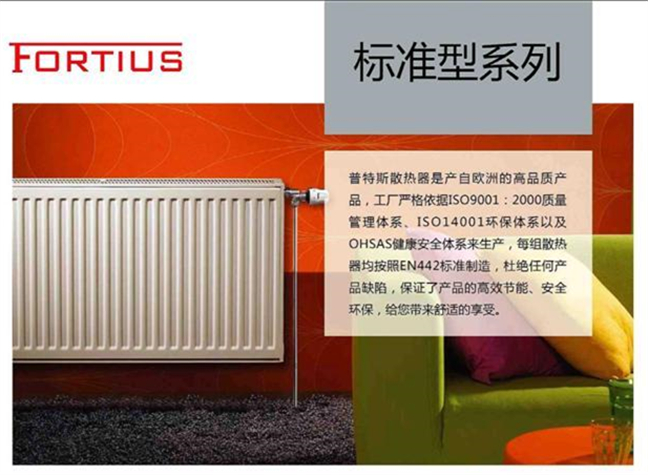 FORTIUS
标准型系列
普特斯散热器是产自欧洲的高品质产
品，工厂严格依据ISO9001：2000质量
管理体系、ISO14001环保体系以及
OHSAS健康安全体系来生产，每组散热
器均按照EN442标准制造，杜绝任何产
品缺陷，保证了产品的高效节能、安全
环保，给您带来舒适的享受。